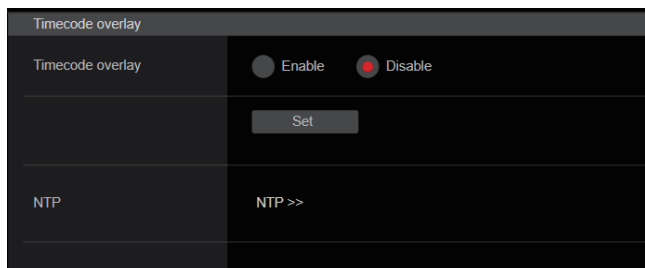 Timecode overlay
Timecode overlay Enable Disable
Set
NTP NTP >>